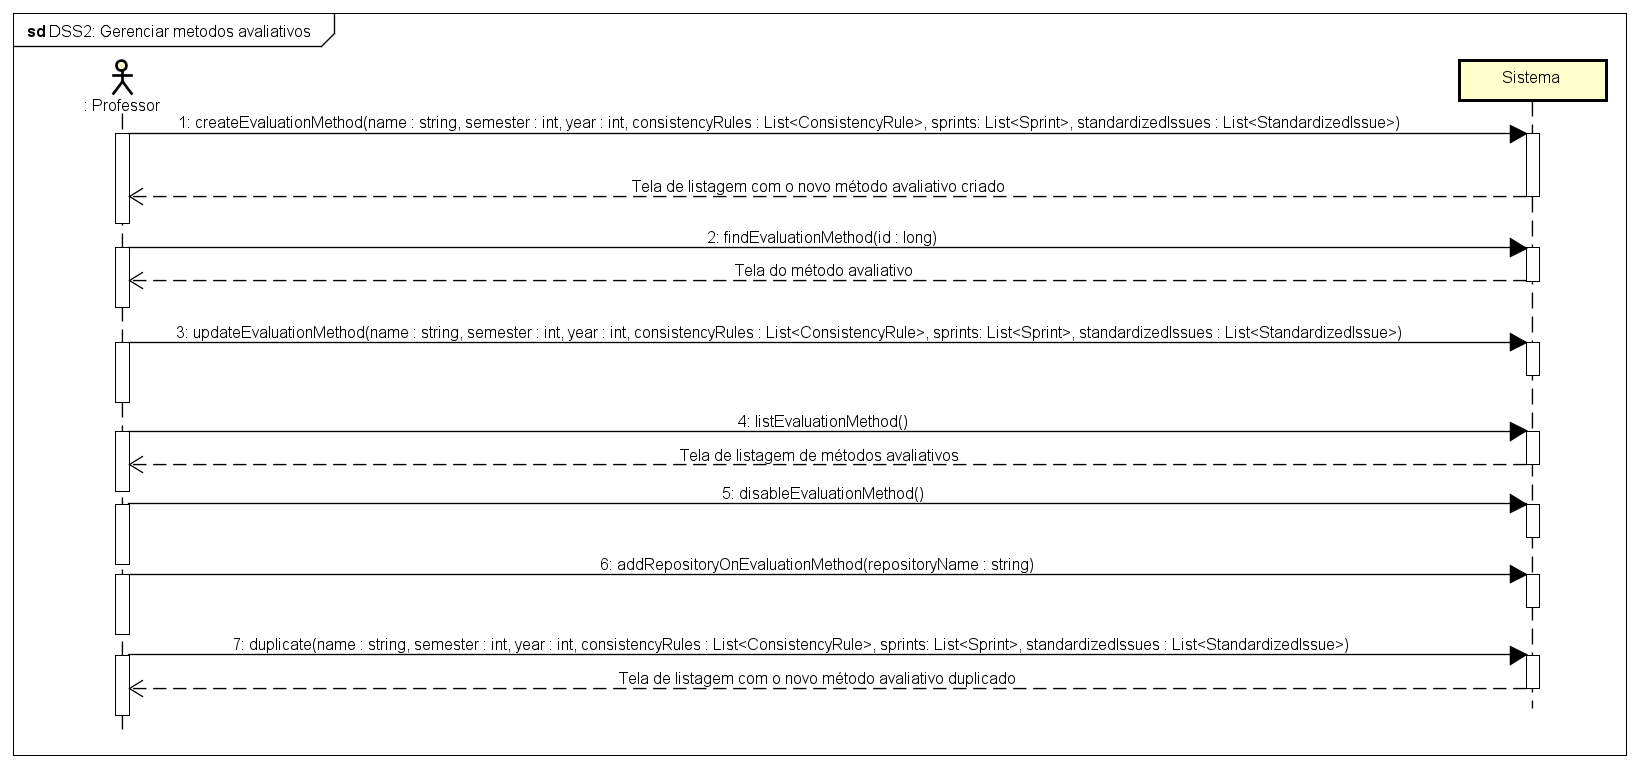 sd DSS2: Gerenciar metodos avaliativos
: Professor
Sistema
1: createEvaluationMethod(name : string, semester : int, year : int, consistencyRules : List<ConsistencyRule>, sprints: List<Sprint>, standardizedIssues : List<StandardizedIssue>)
Tela de listagem com o novo método avaliativo criado
2: findEvaluationMethod(id : long)
Tela do método avaliativo
3: updateEvaluationMethod(name : string, semester : int, year : int, consistencyRules : List<ConsistencyRule>, sprints: List<Sprint>, standardizedIssues : List<StandardizedIssue>)
4: listEvaluationMethod()
Tela de listagem de métodos avaliativos
5: disableEvaluationMethod()
6: addRepositoryOnEvaluationMethod(repositoryName : string)
7: duplicate(name : string, semester : int, year : int, consistencyRules : List<ConsistencyRule>, sprints: List<Sprint>, standardizedIssues : List<StandardizedIssue>)
Tela de listagem com o novo método avaliativo duplicado